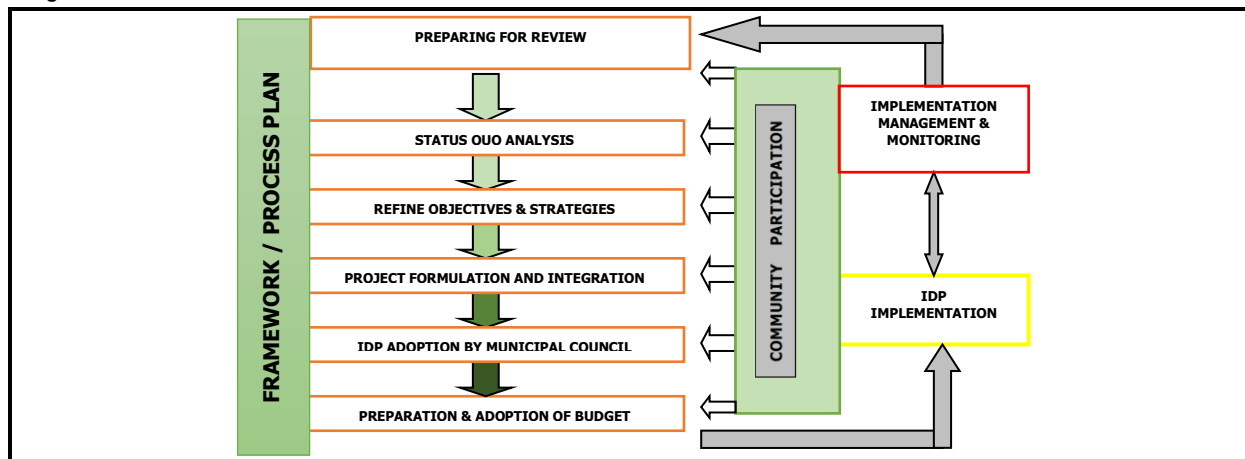 FRAMEWORK / PROCESS PLAN
PREPARING FOR REVIEW
STATUS OUO ANALYSIS
REFINE OBJECTIVES & STRATEGIES
PROJECT FORMULATION AND INTEGRATION
IDP ADOPTION BY MUNICIPAL COUNCIL
PREPARATION & ADOPTION OF BUDGET
COMMUNITY PARTICIPATION
IMPLEMENTATION
MANAGEMENT &
MONITORING
IDP
IMPLEMENTATION